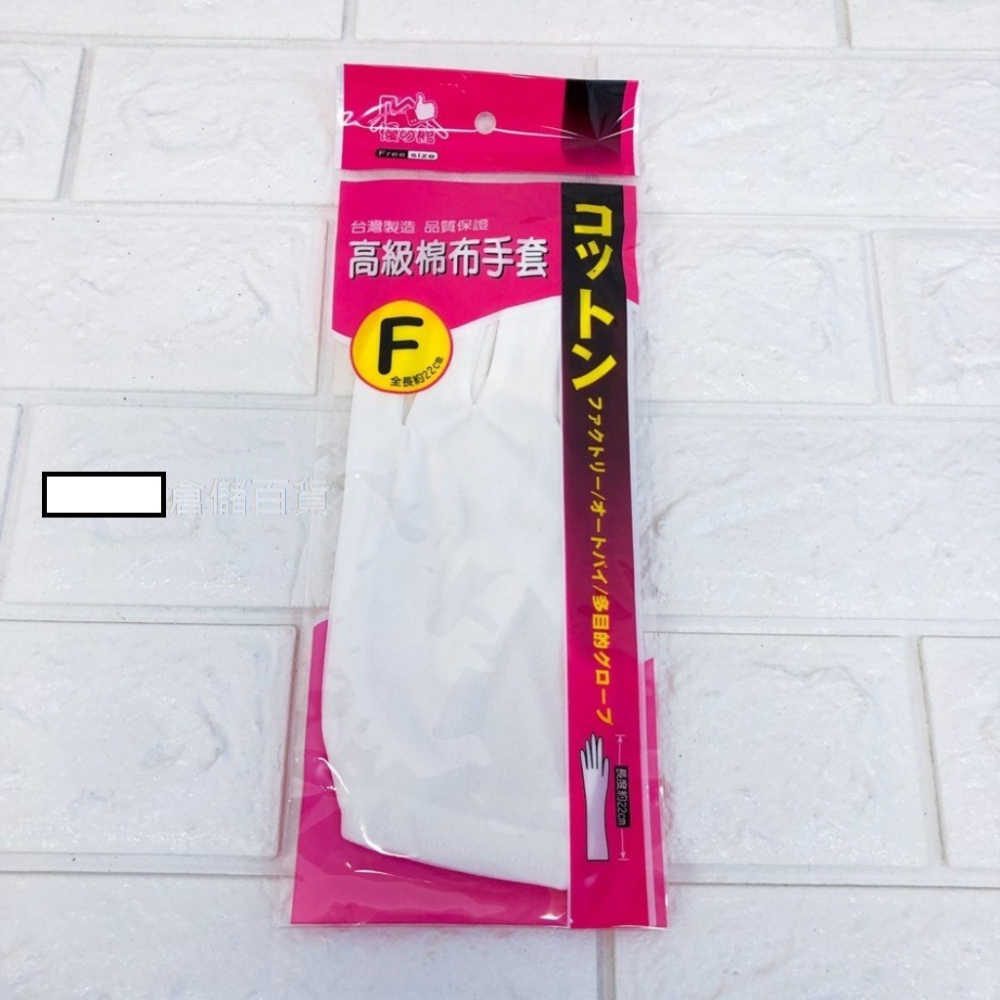 優の能
Free size
台灣製造 品質保證
高級棉布手套
F
全長約22cm
コットン
ファクトリー/オートバイ/多目的グローブ
長度約22cm
倉儲百貨